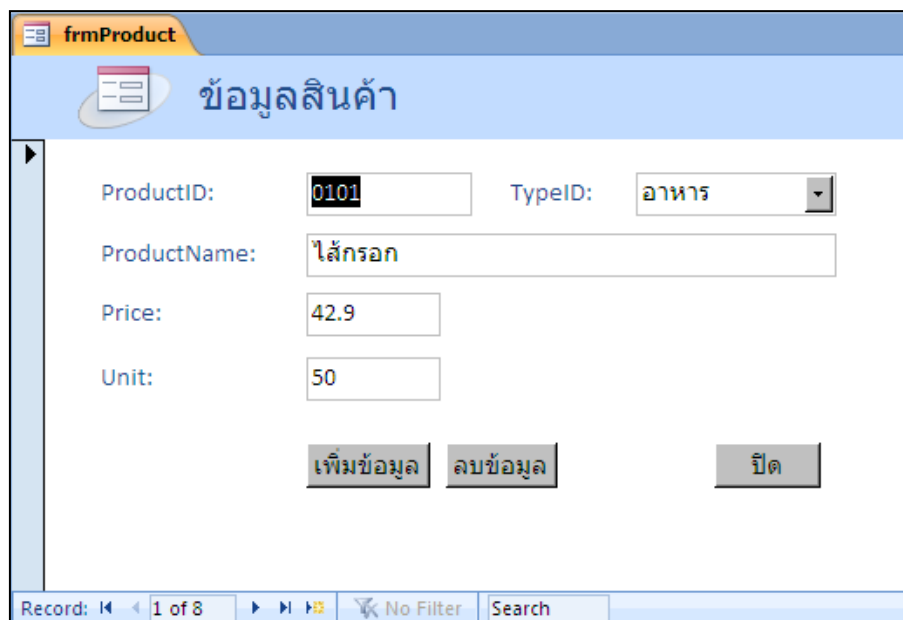 frmProduct
ข้อมูลสินค้า
ProductID: 0101 TypeID: อาหาร
ProductName: ไส้กรอก
Price: 42.9
Unit: 50
เพิ่มข้อมูล ลบข้อมูล ปิด
Record: 1 of 8 No Filter Search